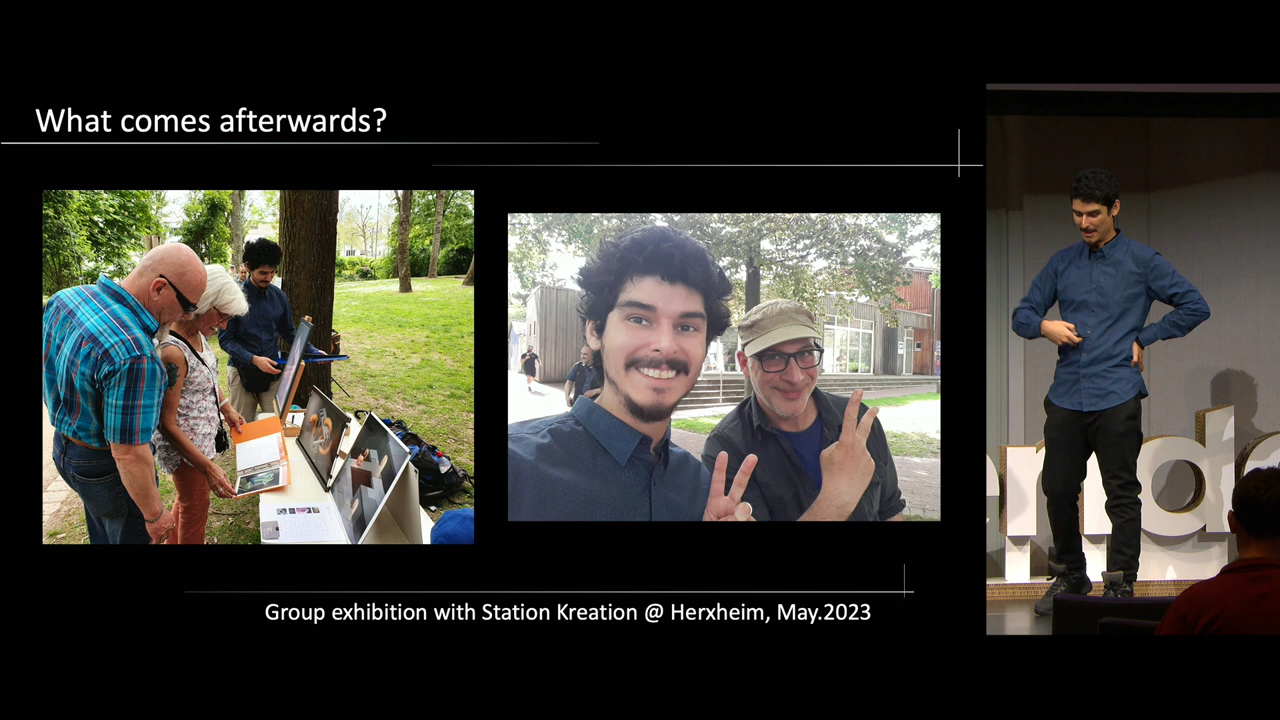 What comes afterwards?
Group exhibition with Station Kreation @ Herxheim, May.2023